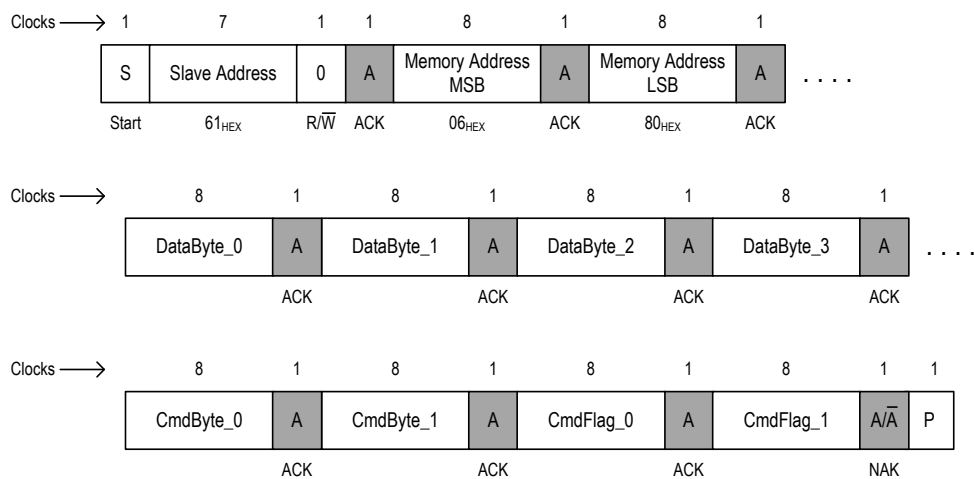 Clocks 1 7 1 1 8 1 8 1
S Slave Address 0 A Memory Address MSB A Memory Address LSB A . . . .
Start 61HEX R/W̅ ACK 06HEX ACK 80HEX ACK
Clocks 8 1 8 1 8 1 8 1
DataByte_0 A DataByte_1 A DataByte_2 A DataByte_3 A . . . .
ACK ACK ACK ACK
Clocks 8 1 8 1 8 1 8 1 1
CmdByte_0 A CmdByte_1 A CmdFlag_0 A CmdFlag_1 A/A̅ P
ACK ACK ACK NAK